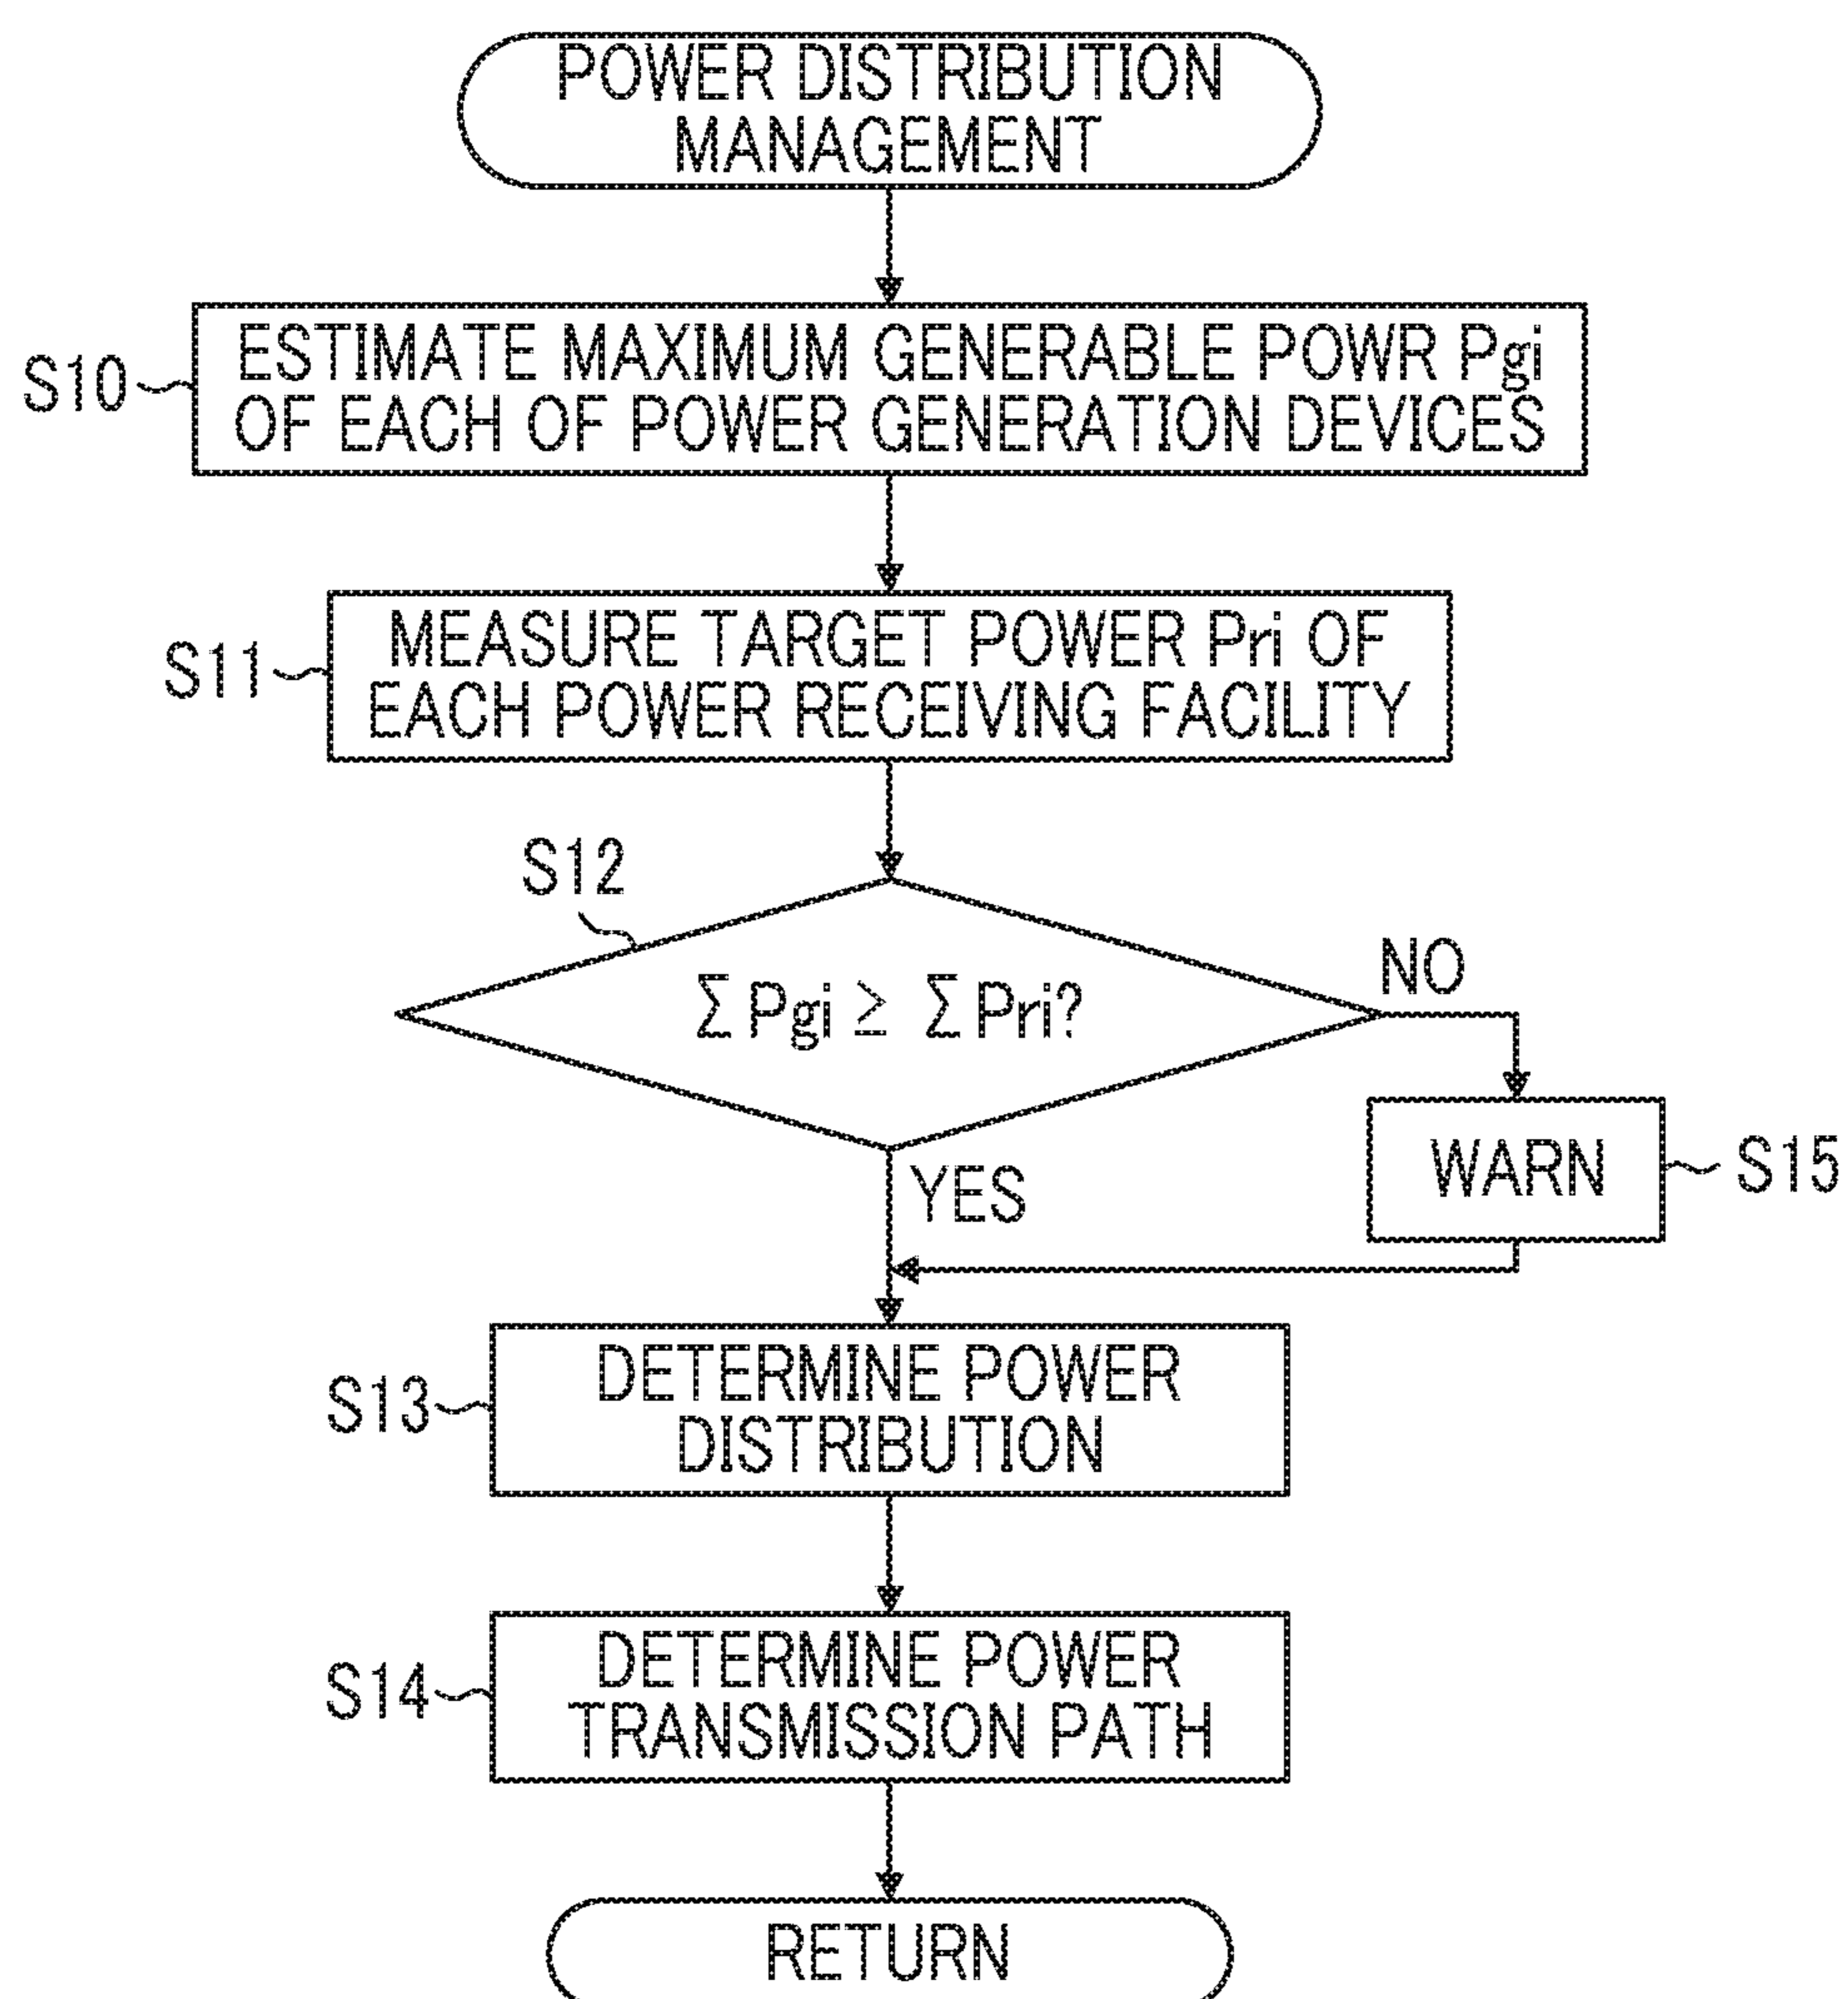 POWER DISTRIBUTION
MANAGEMENT
S10
ESTIMATE MAXIMUM GENERABLE POWR Pgi
OF EACH OF POWER GENERATION DEVICES
S11
MEASURE TARGET POWER Pri OF
EACH POWER RECEIVING FACILITY
S12
Σ Pgi ≥ Σ Pri?
NO
YES
WARN
S15
S13
DETERMINE POWER
DISTRIBUTION
S14
DETERMINE POWER
TRANSMISSION PATH
RETURN